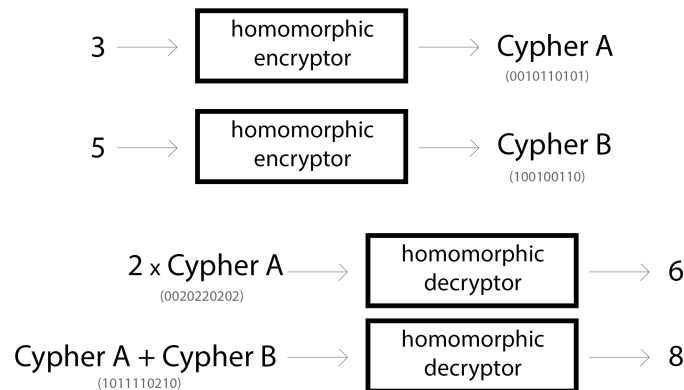 3
homomorphic
encryptor
Cypher A
(0010110101)
5
homomorphic
encryptor
Cypher B
(100100110)
2 x Cypher A
(0020220202)
homomorphic
decryptor
6
Cypher A + Cypher B
(1011110210)
homomorphic
decryptor
8